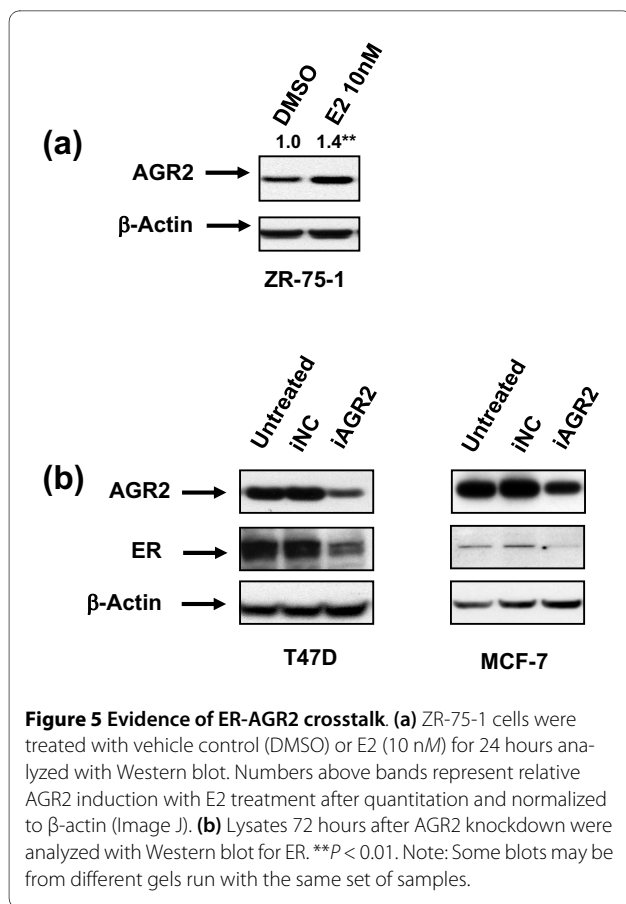 DMSO
E2 10nM
(a)
1.0 1.4**
AGR2
β-Actin
ZR-75-1
Untreated
iNC
iAGR2
Untreated
iNC
iAGR2
(b)
AGR2
ER
β-Actin
T47D
MCF-7
Figure 5 Evidence of ER-AGR2 crosstalk. (a) ZR-75-1 cells were
treated with vehicle control (DMSO) or E2 (10 nM) for 24 hours ana-
lyzed with Western blot. Numbers above bands represent relative
AGR2 induction with E2 treatment after quantitation and normalized
to β-actin (Image J). (b) Lysates 72 hours after AGR2 knockdown were
analyzed with Western blot for ER. **P < 0.01. Note: Some blots may be
from different gels run with the same set of samples.